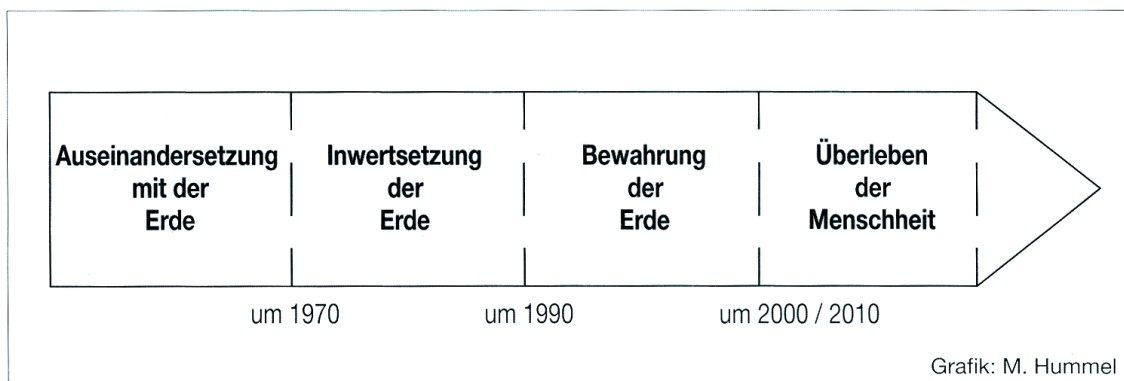 Auseinandersetzung
mit der
Erde
Inwertsetzung
der
Erde
Bewahrung
der
Erde
Überleben
der
Menschheit
um 1970
um 1990
um 2000 / 2010
Grafik: M. Hummel